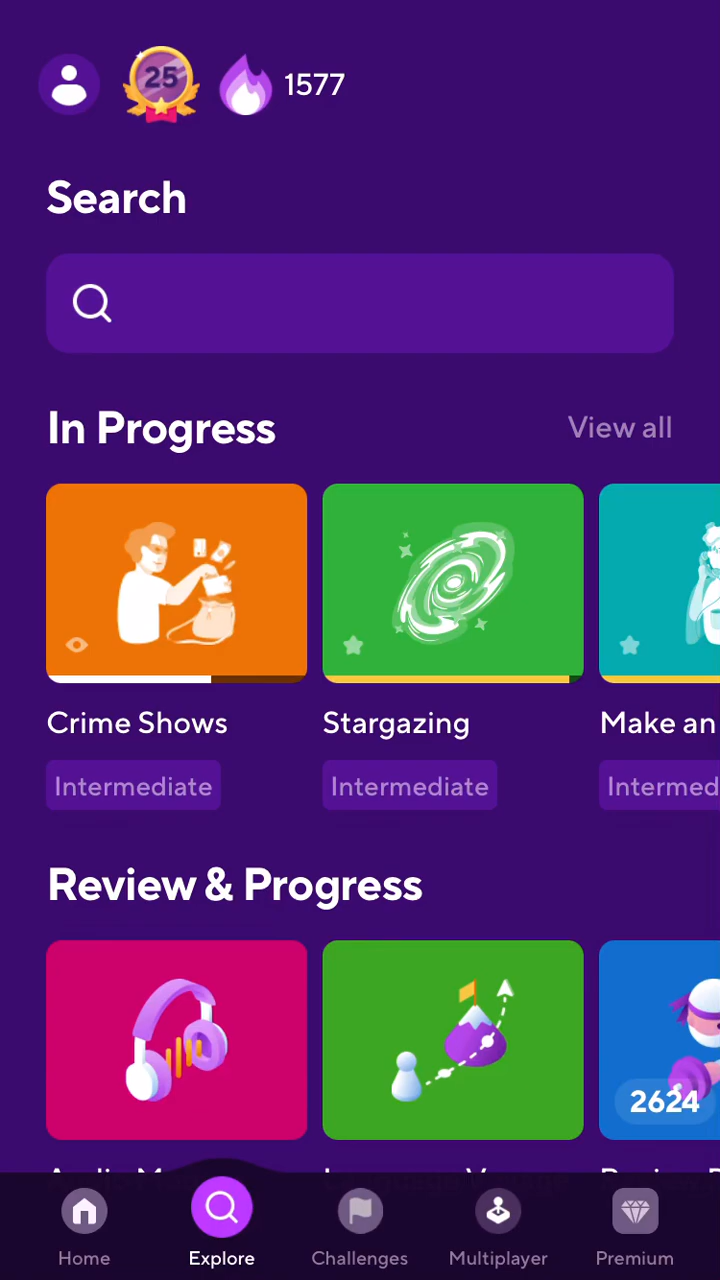 25
1577
Search
In Progress
View all
Crime Shows
Stargazing
Make an
Intermediate
Intermediate
Intermed
Review & Progress
2624
Home
Explore
Challenges
Multiplayer
Premium